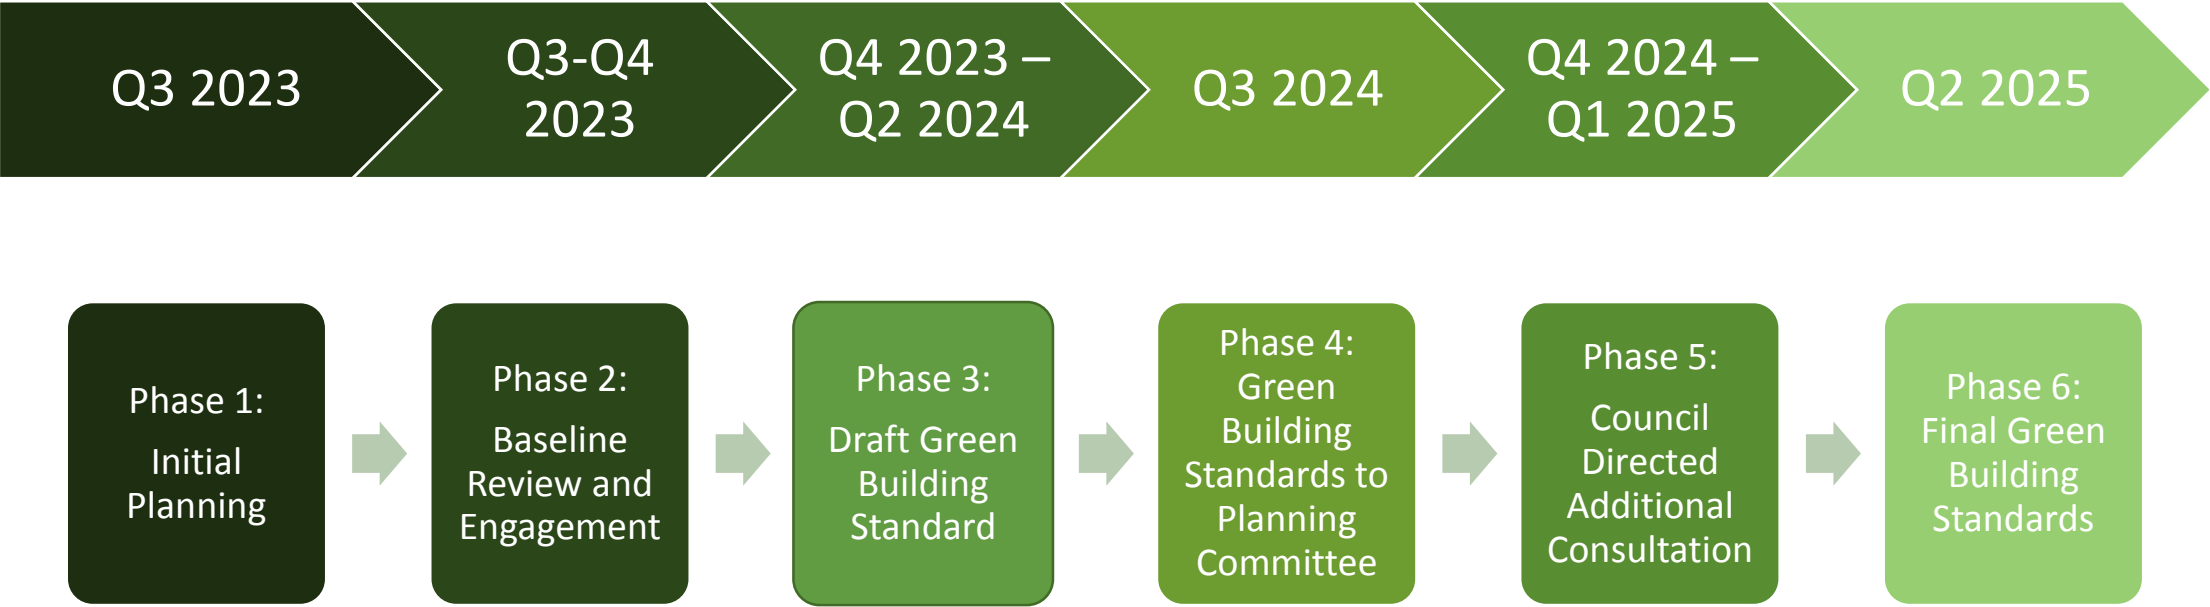 Q3 2023
Q3-Q4
2023
Q4 2023 –
Q2 2024
Q3 2024
Q4 2024 –
Q1 2025
Q2 2025
Phase 1:
Initial
Planning
Phase 2:
Baseline
Review and
Engagement
Phase 3:
Draft Green
Building
Standard
Phase 4:
Green
Building
Standards to
Planning
Committee
Phase 5:
Council
Directed
Additional
Consultation
Phase 6:
Final Green
Building
Standards